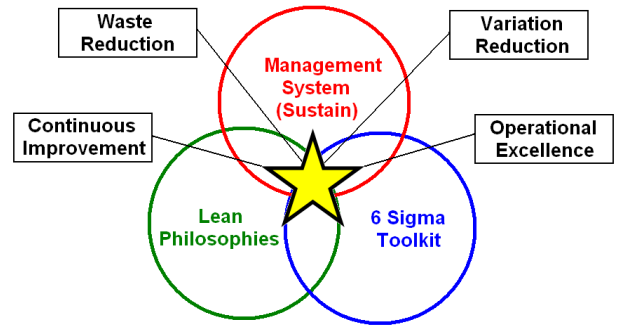 Waste
Reduction
Variation
Reduction
Management
System
(Sustain)
Continuous
Improvement
Operational
Excellence
Lean
Philosophies
6 Sigma
Toolkit